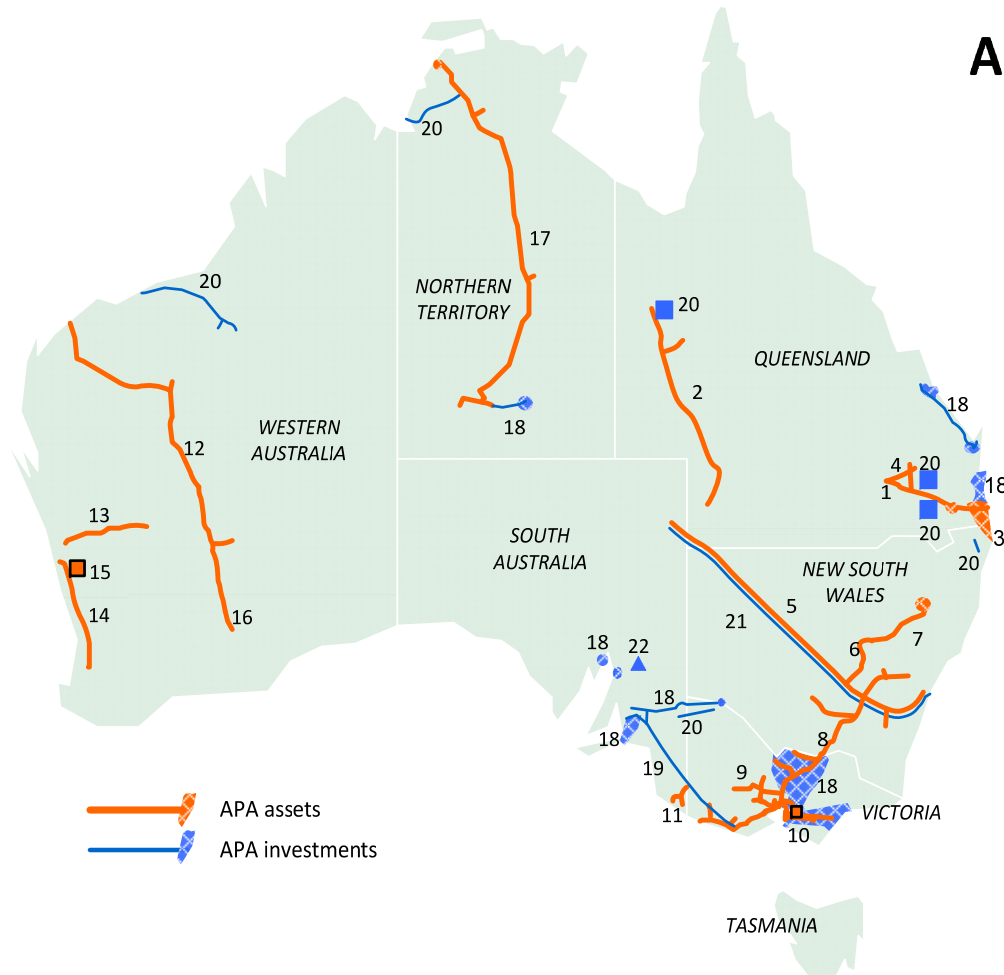 A
20
17
20
NORTHERN
TERRITORY
20
QUEENSLAND
2
18
18
WESTERN
AUSTRALIA
12
4
20
1
18
13
SOUTH
AUSTRALIA
20
3
20
15
NEW SOUTH
WALES
14
16
5
21
7
6
18
22
18
20
18
8
19
9
18
11
10
VICTORIA
APA assets
APA investments
TASMANIA